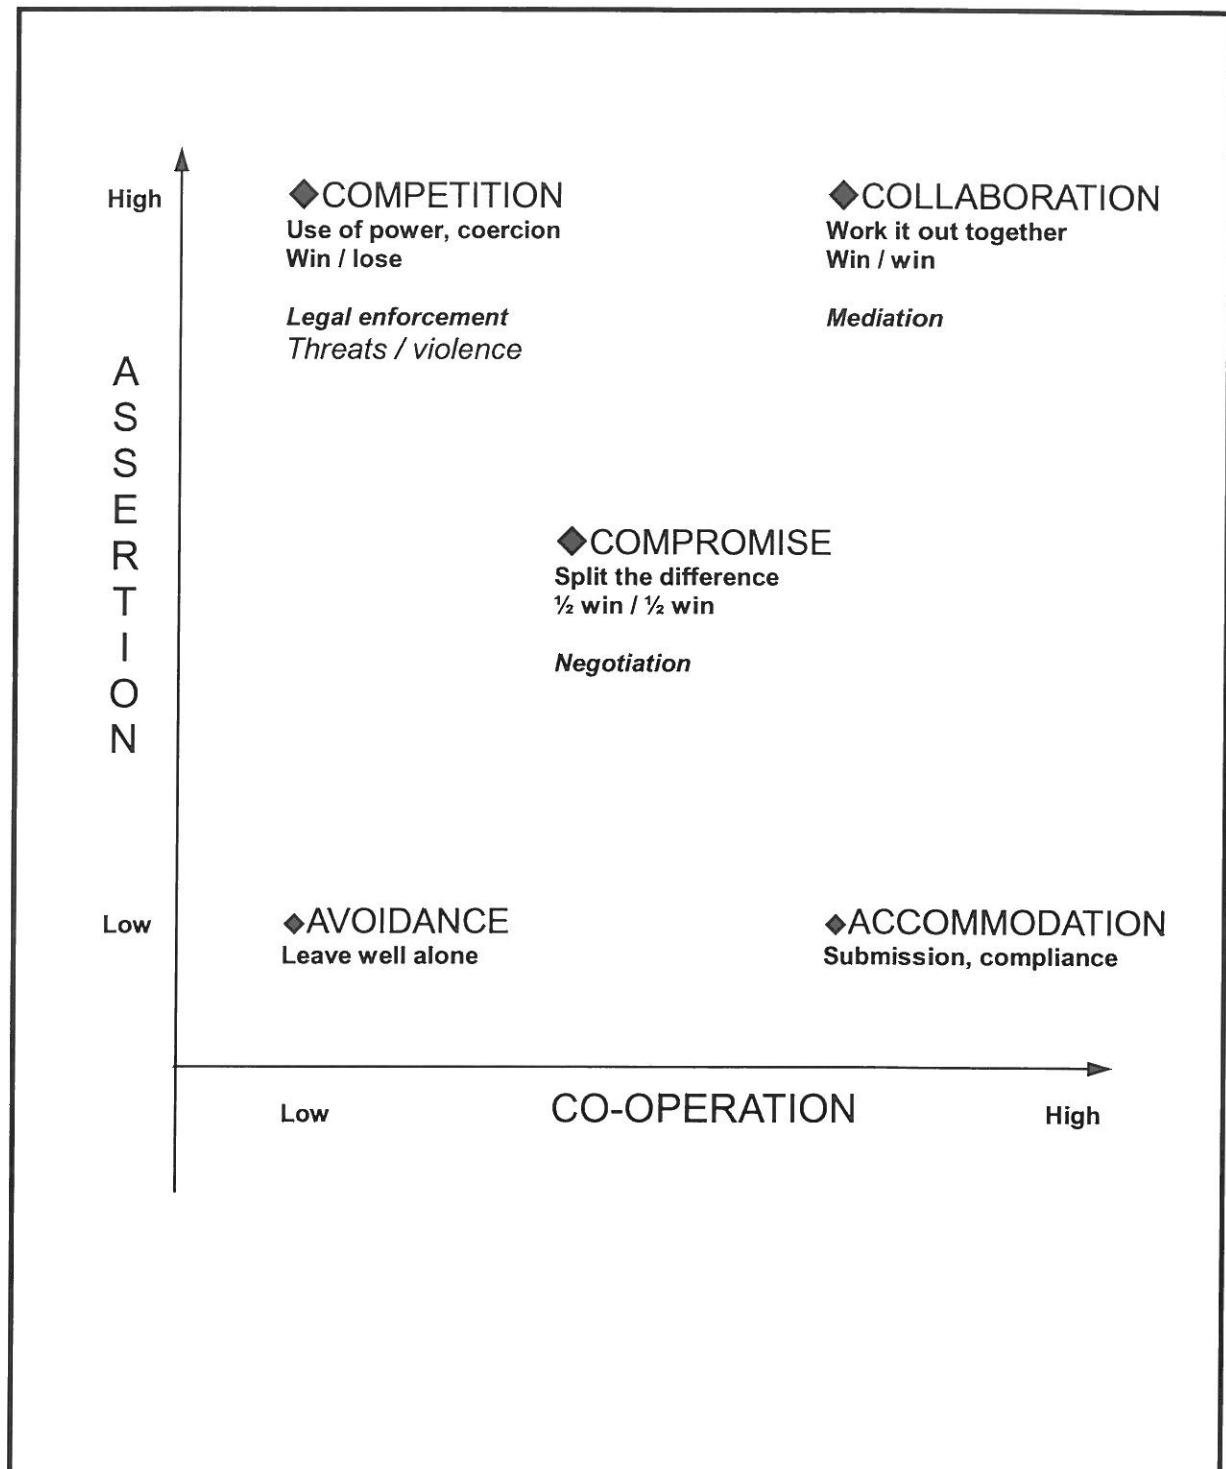 High
◆COMPETITION
Use of power, coercion
Win / lose
Legal enforcement
Threats / violence
◆COLLABORATION
Work it out together
Win / win
Mediation
ASSERTION
◆COMPROMISE
Split the difference
½ win / ½ win
Negotiation
Low
◆AVOIDANCE
Leave well alone
◆ACCOMMODATION
Submission, compliance
Low
CO-OPERATION
High